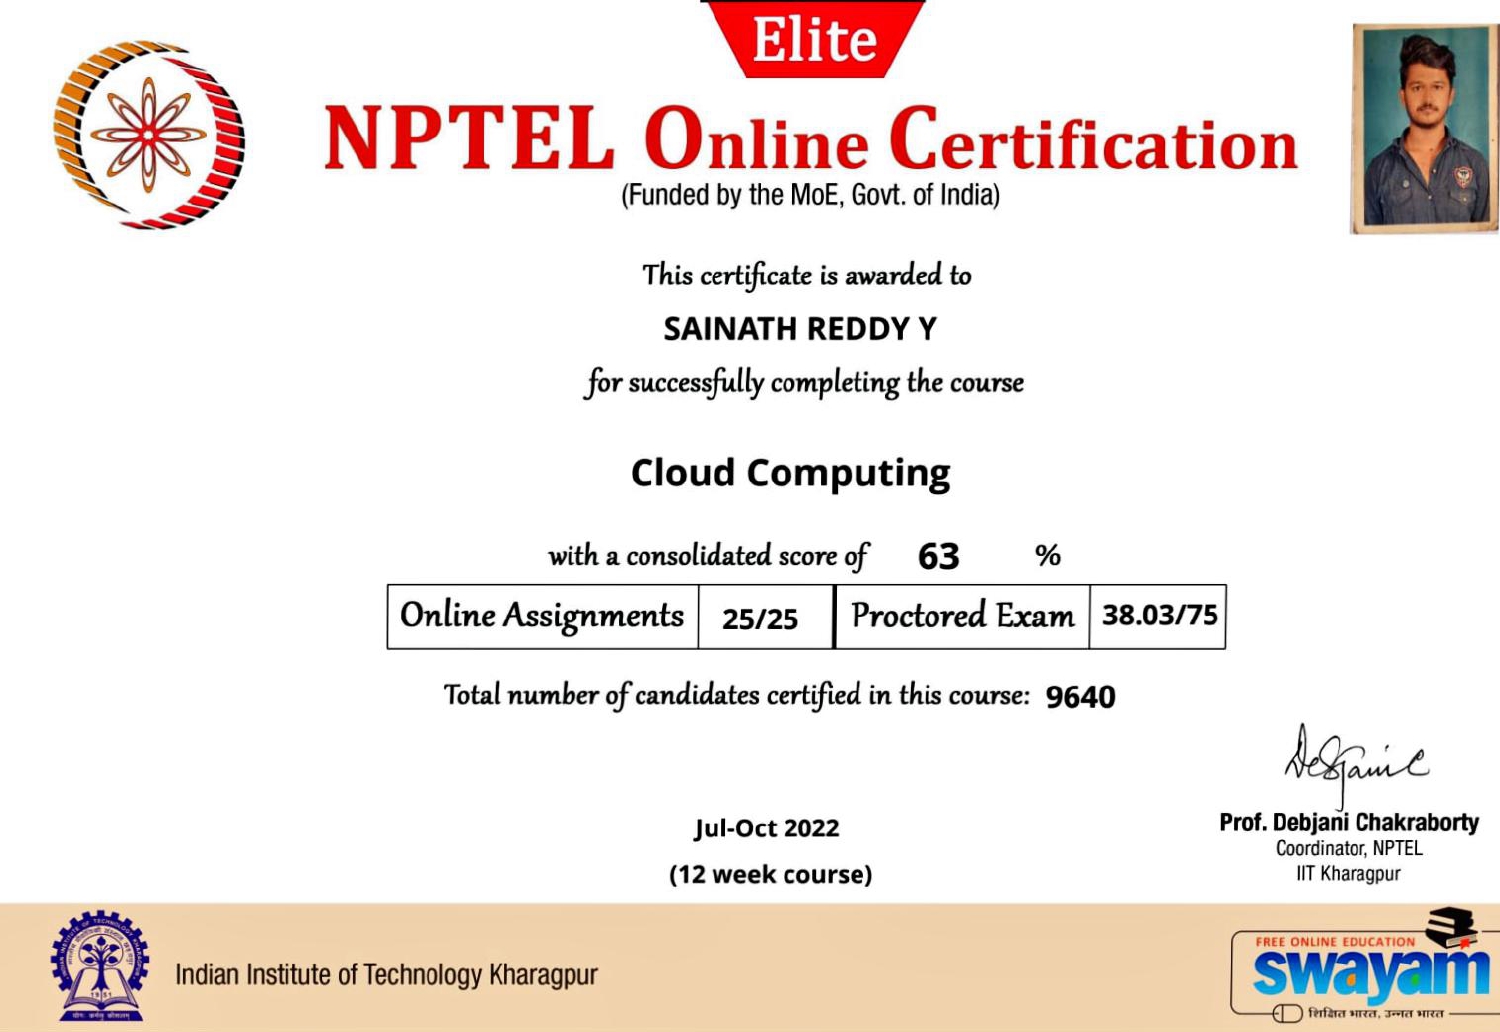 Elite
NPTEL Online Certification
(Funded by the MoE, Govt. of India)
This certificate is awarded to
SAINATH REDDY Y
for successfully completing the course
Cloud Computing
with a consolidated score of 63 %
Online Assignments 25/25 Proctored Exam 38.03/75
Total number of candidates certified in this course: 9640
Jul-Oct 2022
(12 week course)
Prof. Debjani Chakraborty
Coordinator, NPTEL
IIT Kharagpur
Indian Institute of Technology Kharagpur
1951
FREE ONLINE EDUCATION
swayam
शिक्षित भारत, उन्नत भारत